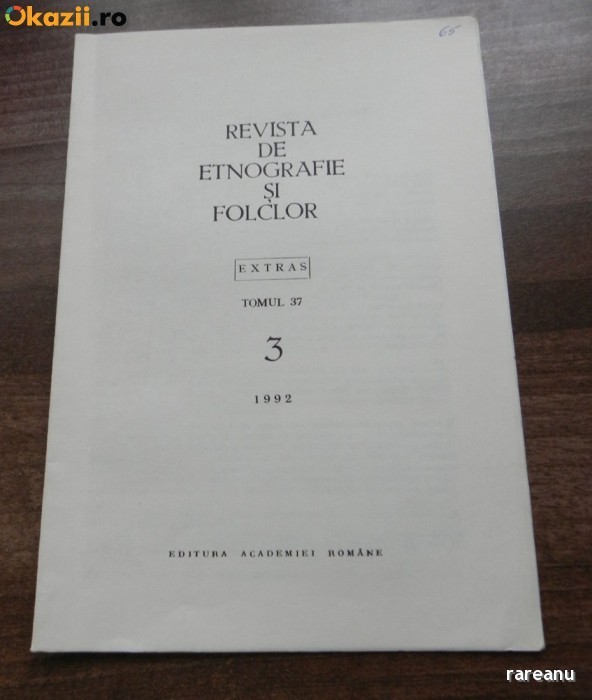 Okazii.ro
65
REVISTA
DE
ETNOGRAFIE
ȘI
FOLCLOR
EXTRAS
TOMUL 37
3
1992
EDITURA ACADEMIEI ROMÂNE
rareanu